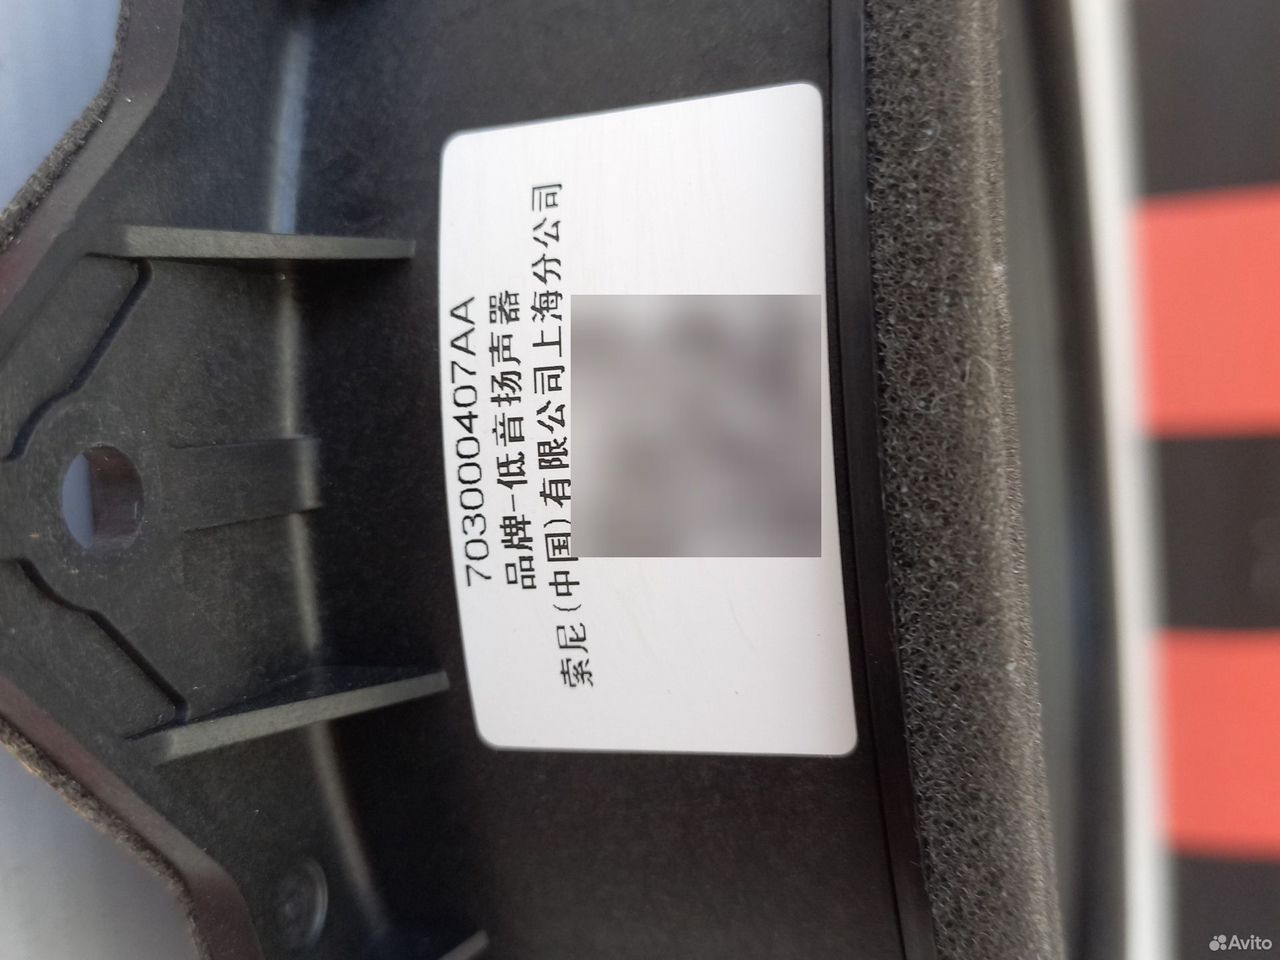 703000407AA
品牌-低音扬声器
索尼(中国)有限公司上海分公司
Avito